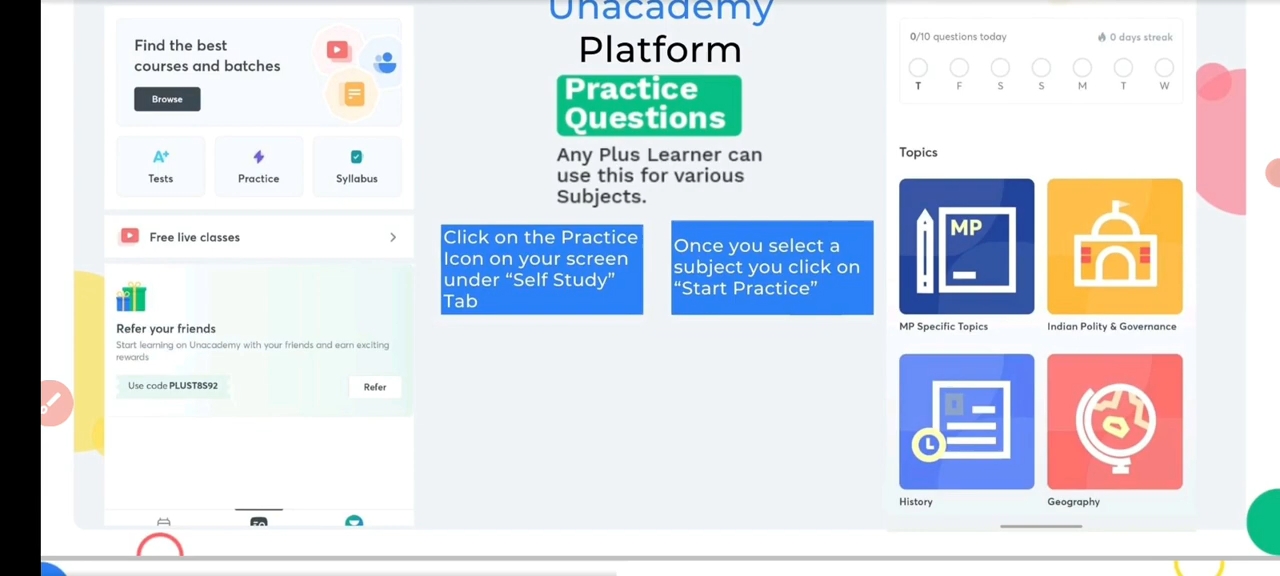 Find the best
courses and batches
Browse
A+
Tests
Practice
Syllabus
Free live classes
Refer your friends
Start learning on Unacademy with your friends and earn exciting
rewards
Use code PLUST8S92
Refer
Unacademy
Platform
Practice
Questions
Any Plus Learner can
use this for various
Subjects.
Click on the Practice
Icon on your screen
under “Self Study”
Tab
Once you select a
subject you click on
“Start Practice”
0/10 questions today
0 days streak
T F S S M T W
Topics
MP
MP Specific Topics
Indian Polity & Governance
History
Geography